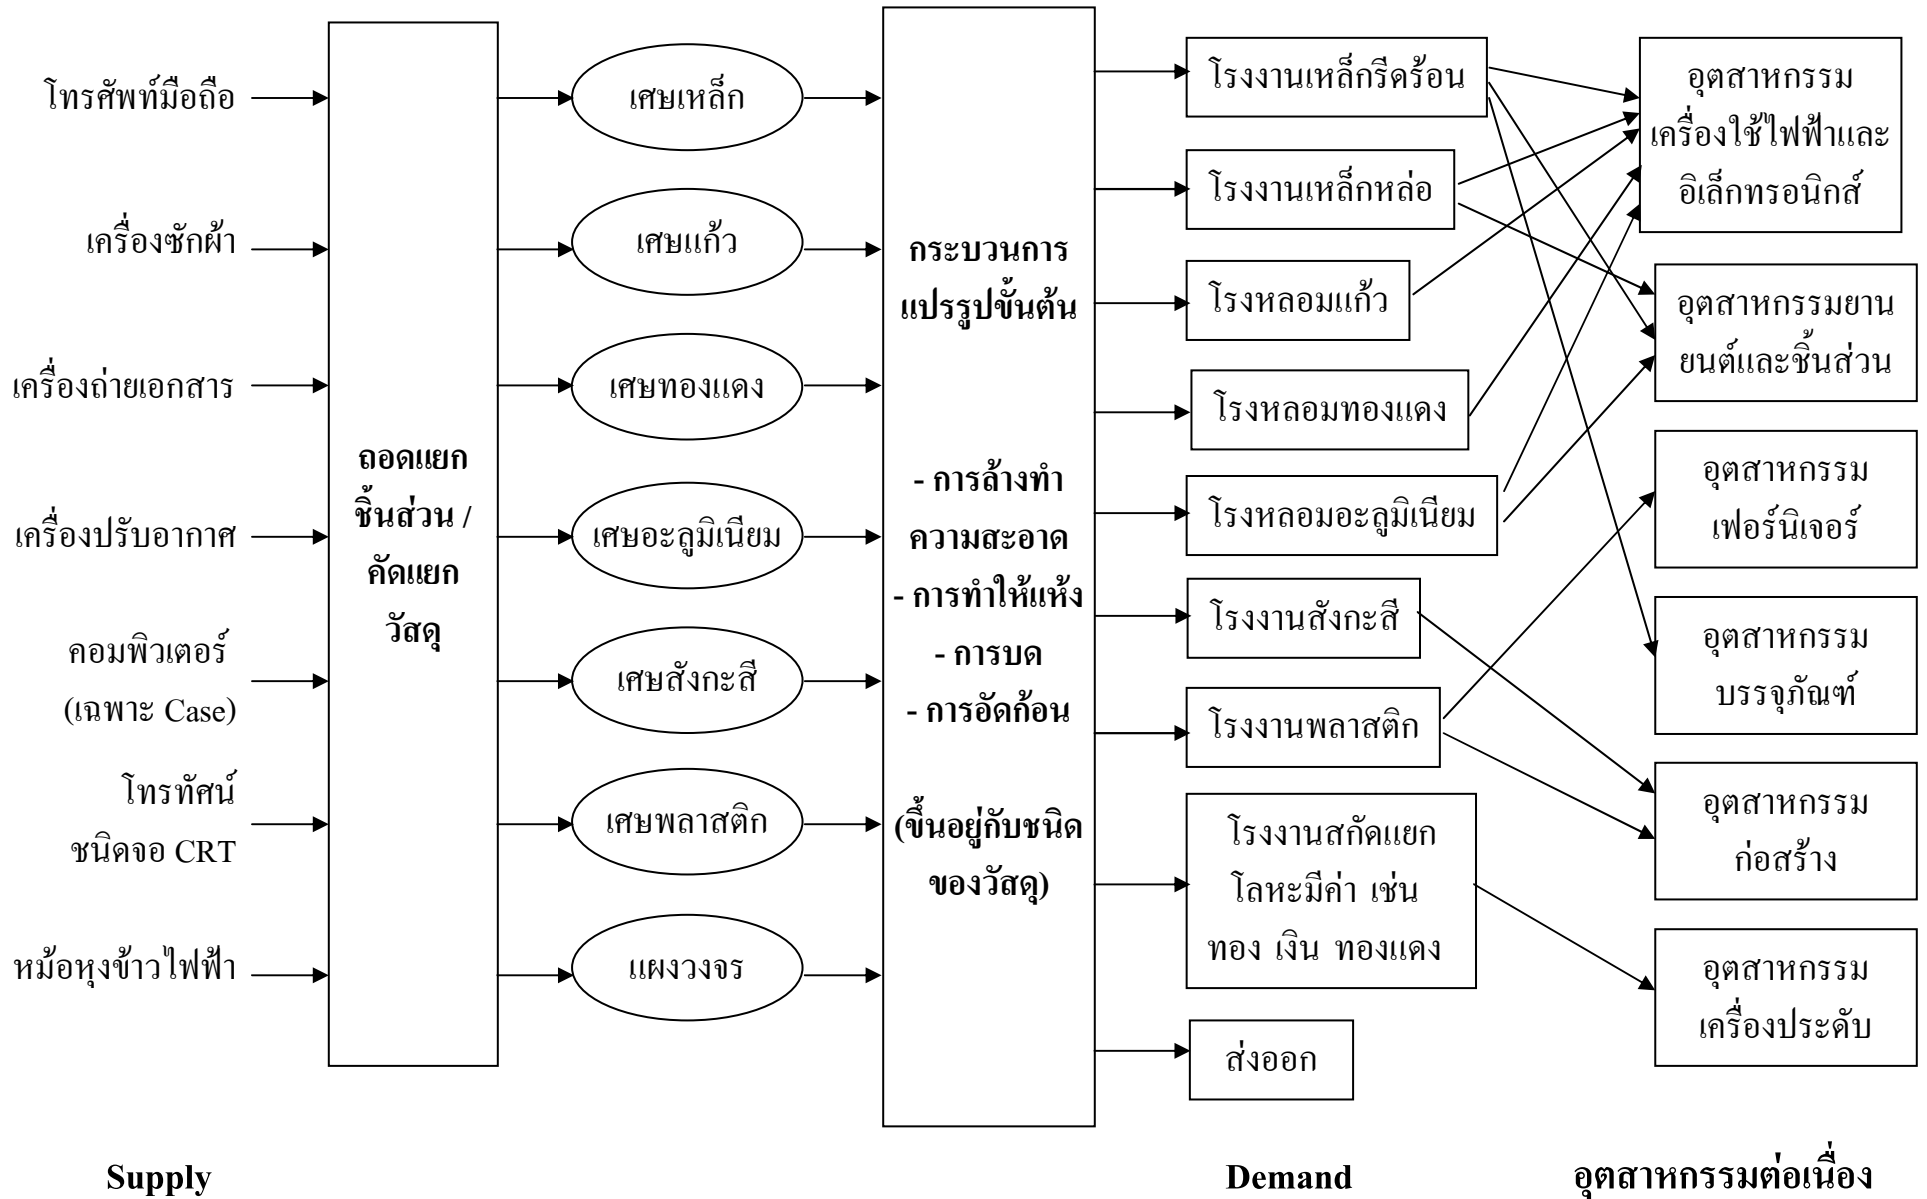 โทรศัพท์มือถือ
เครื่องซักผ้า
เครื่องถ่ายเอกสาร
เครื่องปรับอากาศ
คอมพิวเตอร์
(เฉพาะ Case)
โทรทัศน์
ชนิดจอ CRT
หม้อหุงข้าวไฟฟ้า
ถอดแยก
ชิ้นส่วน /
คัดแยก
วัสดุ
เศษเหล็ก
เศษแก้ว
เศษทองแดง
เศษอะลูมิเนียม
เศษสังกะสี
เศษพลาสติก
แผงวงจร
กระบวนการ
แปรรูปขั้นต้น
- การล้างทำ
ความสะอาด
- การทำให้แห้ง
- การบด
- การอัดก้อน
(ขึ้นอยู่กับชนิด
ของวัสดุ)
โรงงานเหล็กรีดร้อน
โรงงานเหล็กหล่อ
โรงหลอมแก้ว
โรงหลอมทองแดง
โรงหลอมอะลูมิเนียม
โรงงานสังกะสี
โรงงานพลาสติก
โรงงานสกัดแยก
โลหะมีค่า เช่น
ทอง เงิน ทองแดง
ส่งออก
อุตสาหกรรม
เครื่องใช้ไฟฟ้าและ
อิเล็กทรอนิกส์
อุตสาหกรรมยาน
ยนต์และชิ้นส่วน
อุตสาหกรรม
เฟอร์นิเจอร์
อุตสาหกรรม
บรรจุภัณฑ์
อุตสาหกรรม
ก่อสร้าง
อุตสาหกรรม
เครื่องประดับ
Supply
Demand
อุตสาหกรรมต่อเนื่อง